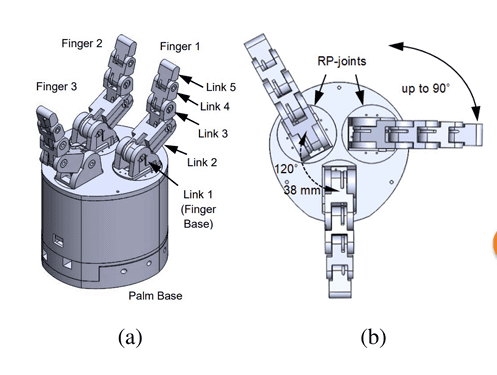 Finger 2
Finger 1
Finger 3
Link 5
Link 4
Link 3
Link 2
Link 1
(Finger
Base)
Palm Base
(a)
RP-joints
up to 90°
120°
38 mm
(b)